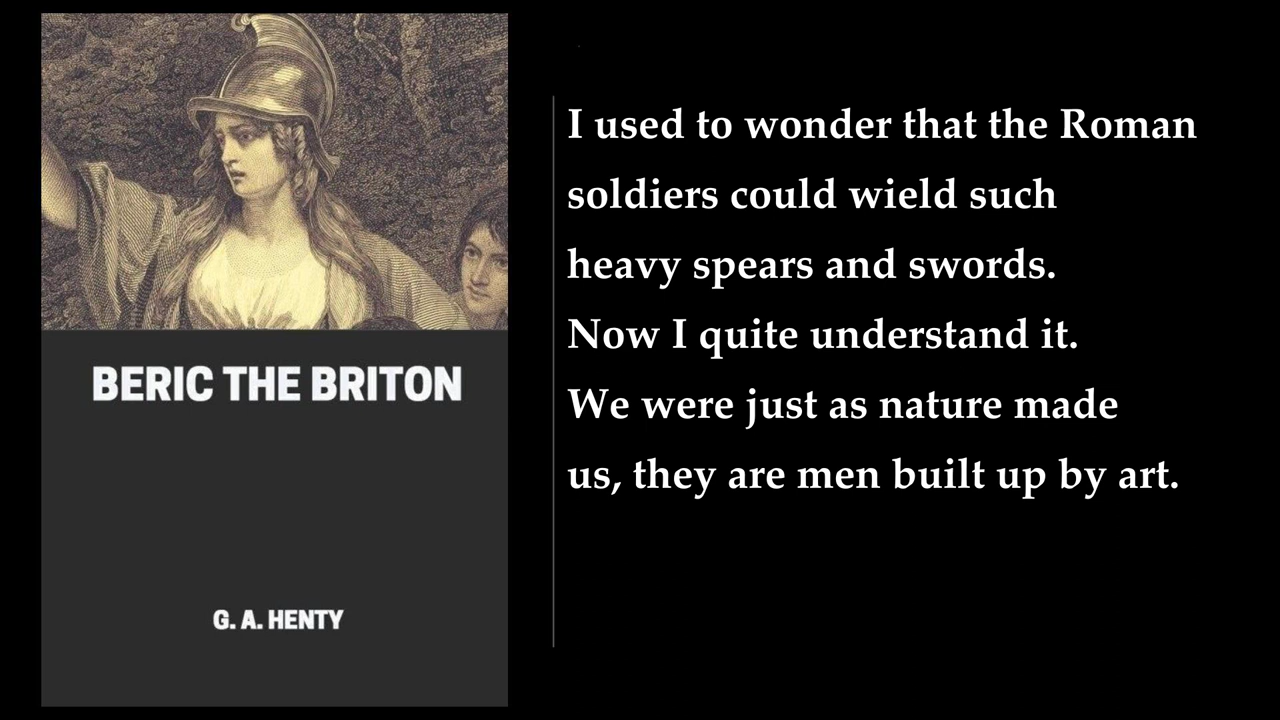 BERIC THE BRITON
G. A. HENTY
I used to wonder that the Roman
soldiers could wield such
heavy spears and swords.
Now I quite understand it.
We were just as nature made
us, they are men built up by art.